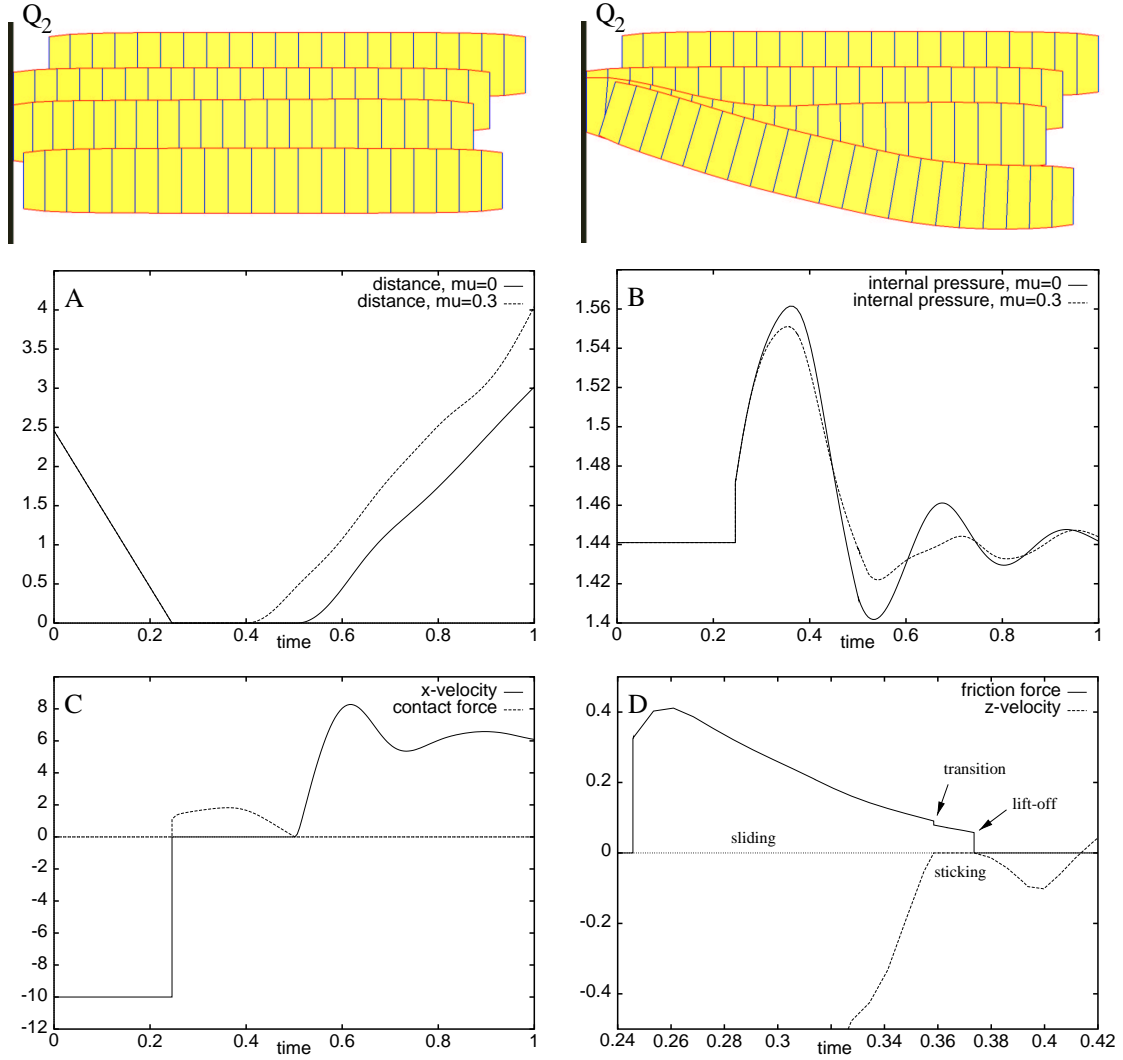 Q2
Q2
A
distance, mu=0
distance, mu=0.3
4
3.5
3
2.5
2
1.5
1
0.5
0
0
0.2
0.4
0.6
0.8
1
time
B
internal pressure, mu=0
internal pressure, mu=0.3
1.56
1.54
1.52
1.5
1.48
1.46
1.44
1.42
1.4
0
0.2
0.4
0.6
0.8
1
time
C
x-velocity
contact force
8
6
4
2
0
-2
-4
-6
-8
-10
-12
0
0.2
0.4
0.6
0.8
1
time
D
friction force
z-velocity
0.4
0.2
0
-0.2
-0.4
transition
lift-off
sliding
sticking
0.24
0.26
0.28
0.3
0.32
0.34
0.36
0.38
0.4
0.42
time